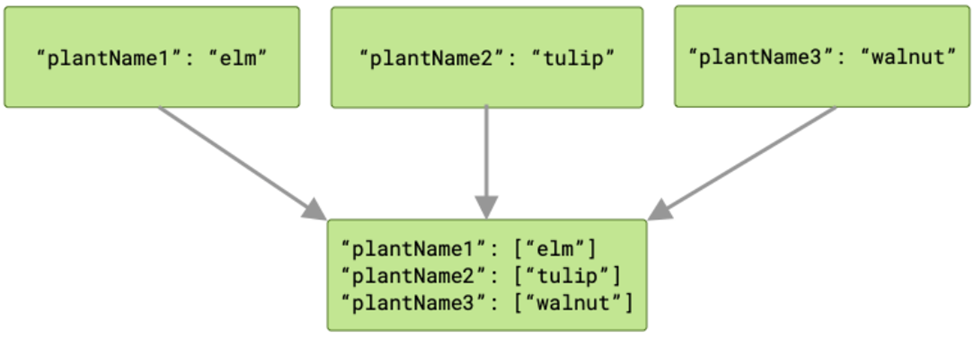 “plantName1”: “elm”
“plantName2”: “tulip”
“plantName3”: “walnut”
“plantName1”: [“elm”]
“plantName2”: [“tulip”]
“plantName3”: [“walnut”]